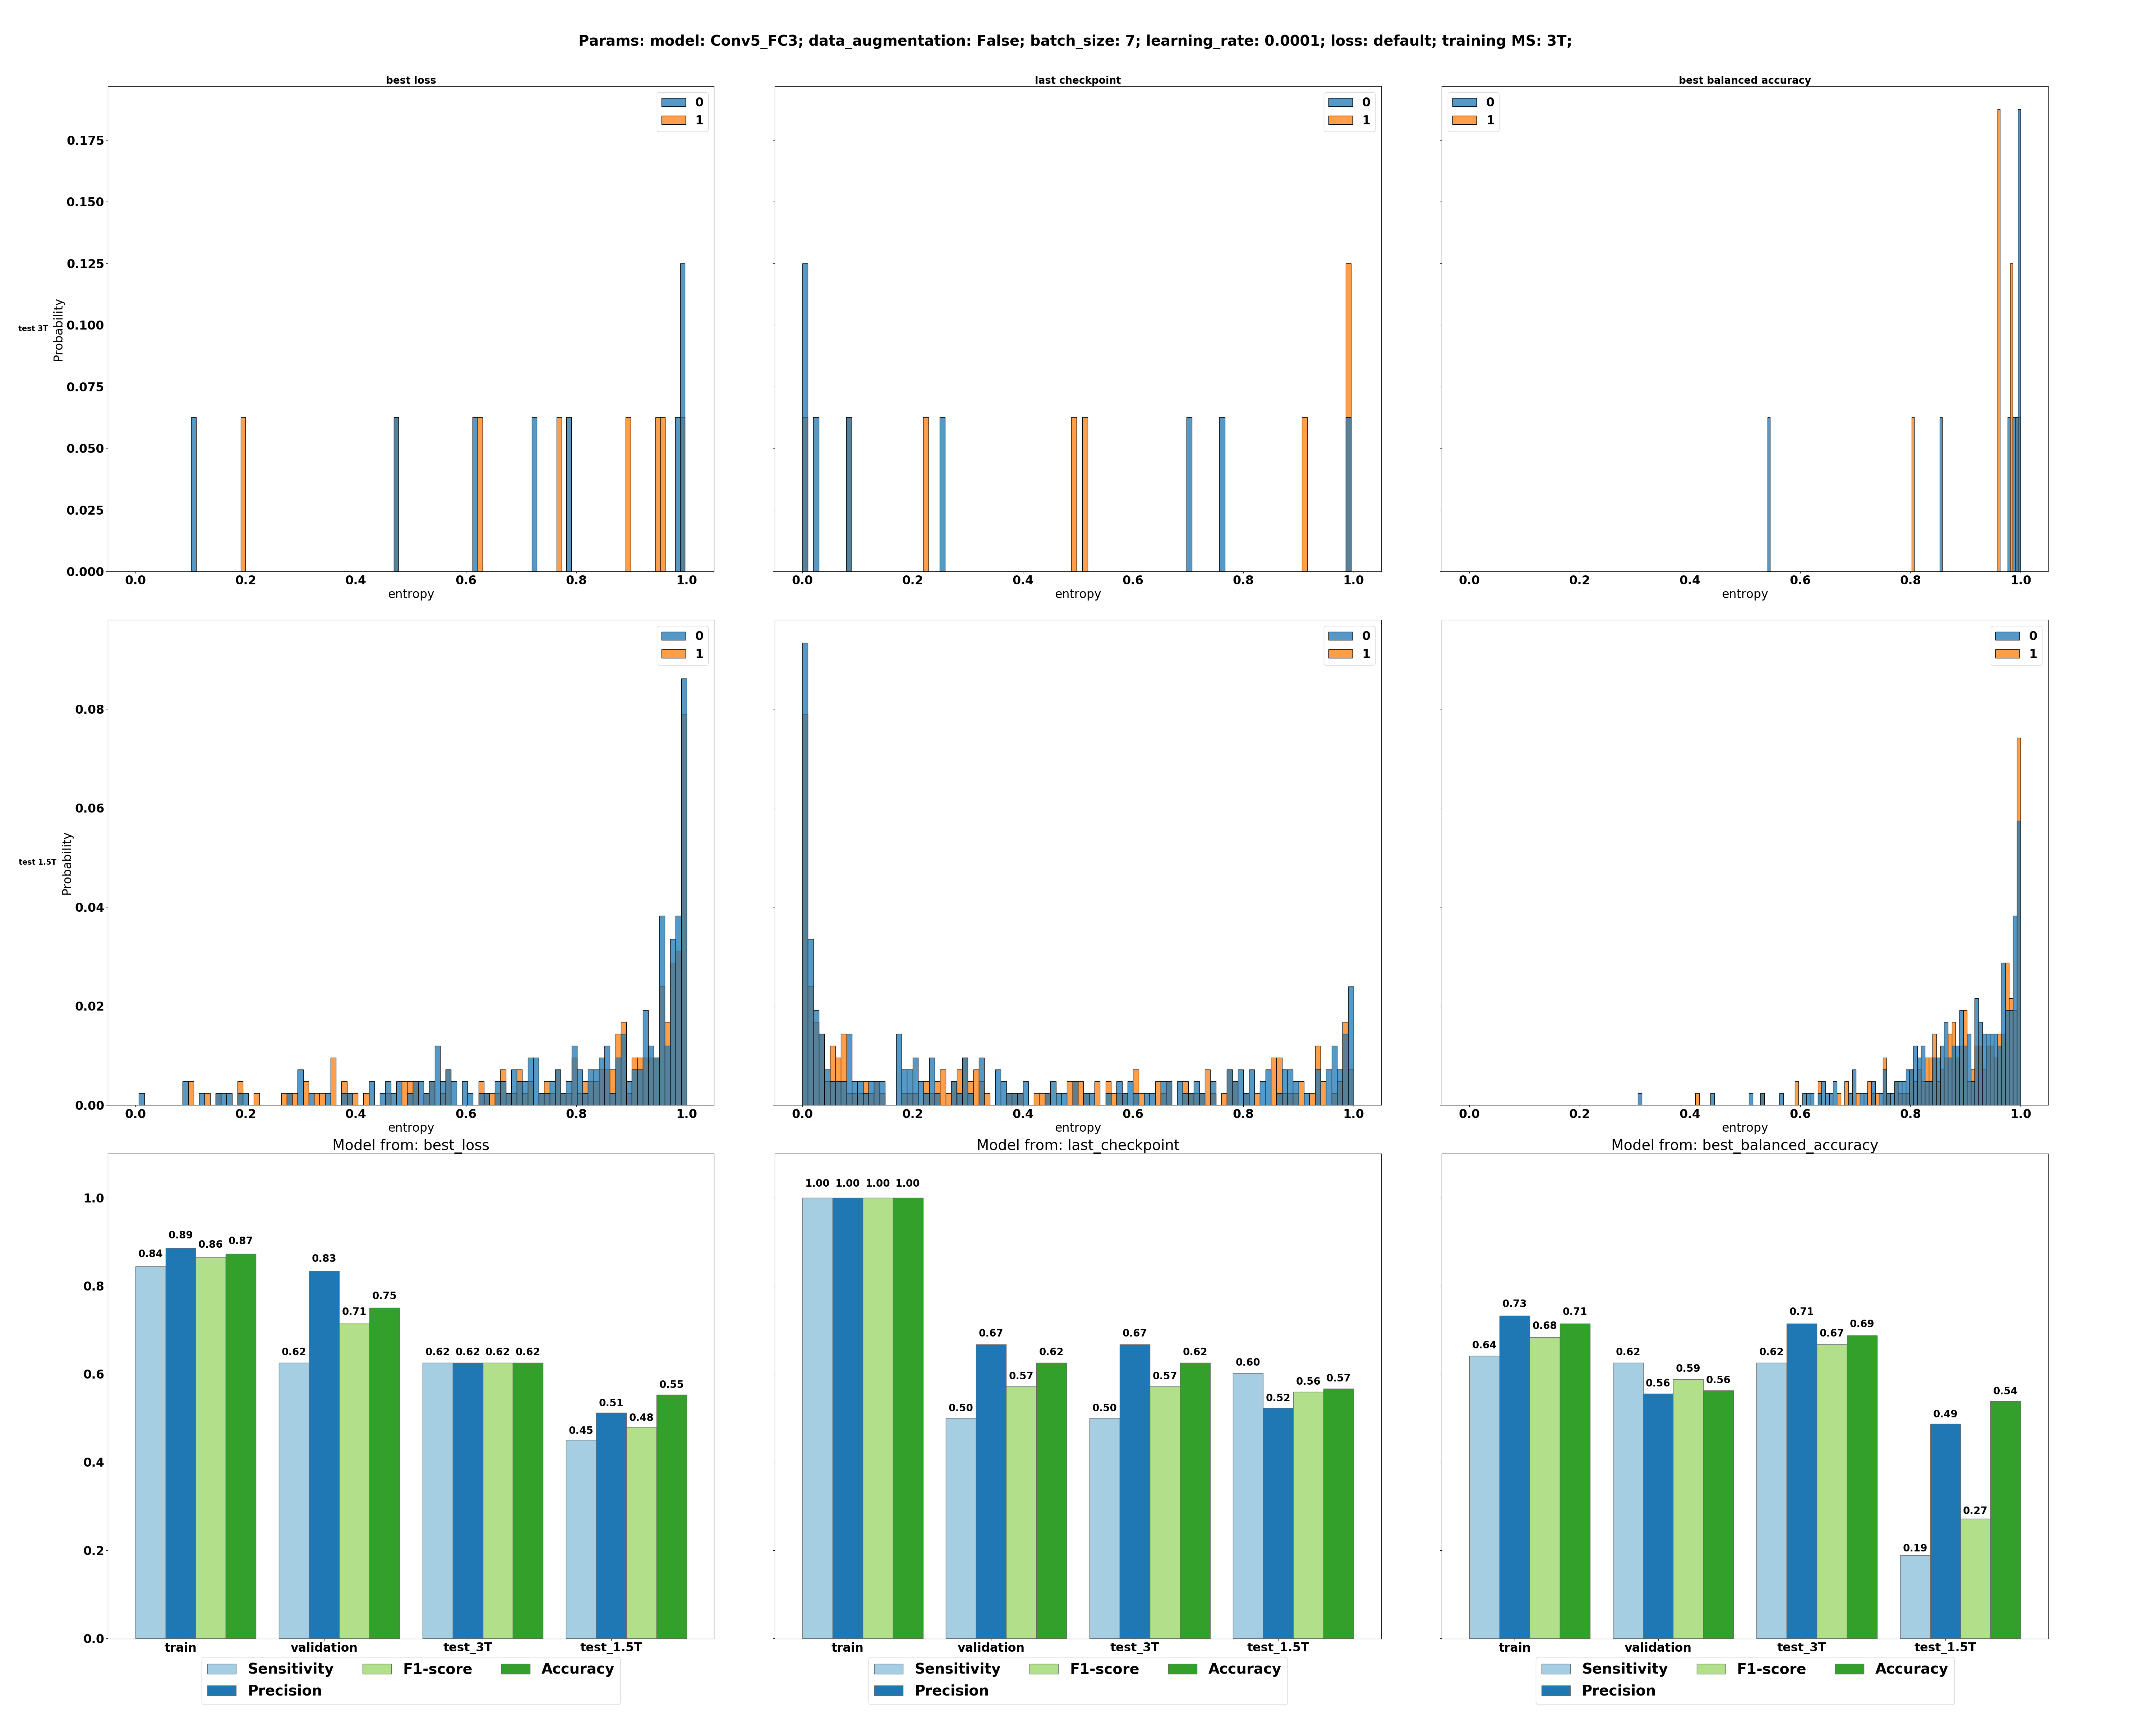 Params: model: Conv5_FC3; data_augmentation: False; batch_size: 7; learning_rate: 0.0001; loss: default; training MS: 3T;
best loss
last checkpoint
best balanced accuracy
0
1
0
1
0
1
0.175
0.150
0.125
0.100
0.075
0.050
0.025
0.000
test 3T
Probability
0.0 0.2 0.4 0.6 0.8 1.0
0.0 0.2 0.4 0.6 0.8 1.0
0.0 0.2 0.4 0.6 0.8 1.0
entropy
entropy
entropy
0
1
0
1
0
1
0.08
0.06
0.04
0.02
0.00
test 1.5T
Probability
0.0 0.2 0.4 0.6 0.8 1.0
0.0 0.2 0.4 0.6 0.8 1.0
0.0 0.2 0.4 0.6 0.8 1.0
entropy
entropy
entropy
Model from: best_loss
1.0
0.8
0.6
0.4
0.2
0.0
0.84 0.89 0.86 0.87
0.62 0.83 0.71 0.75
0.62 0.62 0.62 0.62
0.45 0.51 0.48 0.55
train validation test_3T test_1.5T
Sensitivity F1-score Accuracy
Precision
Model from: last_checkpoint
1.00 1.00 1.00 1.00
0.50 0.67 0.57 0.62
0.50 0.67 0.57 0.62
0.60 0.52 0.56 0.57
train validation test_3T test_1.5T
Sensitivity F1-score Accuracy
Precision
Model from: best_balanced_accuracy
0.64 0.73 0.68 0.71
0.62 0.56 0.59 0.56
0.62 0.71 0.67 0.69
0.19 0.49 0.27 0.54
train validation test_3T test_1.5T
Sensitivity F1-score Accuracy
Precision